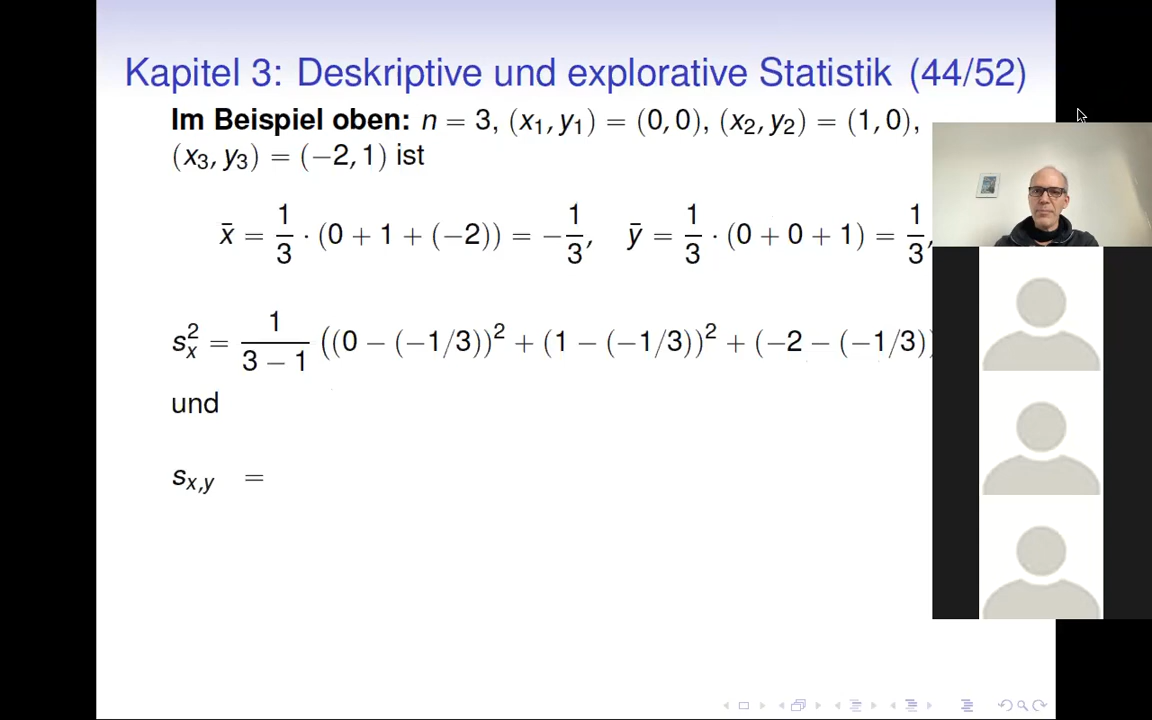 Kapitel 3: Deskriptive und explorative Statistik (44/52)
Im Beispiel oben: n = 3, (x₁, y₁) = (0, 0), (x₂, y₂) = (1, 0),
(x₃, y₃) = (−2, 1) ist
x̄ = 1/3 · (0 + 1 + (−2)) = −1/3, ȳ = 1/3 · (0 + 0 + 1) = 1/3,
s²ₓ = 1/(3 − 1) ((0 − (−1/3))² + (1 − (−1/3))² + (−2 − (−1/3))
und
s_{x,y} =